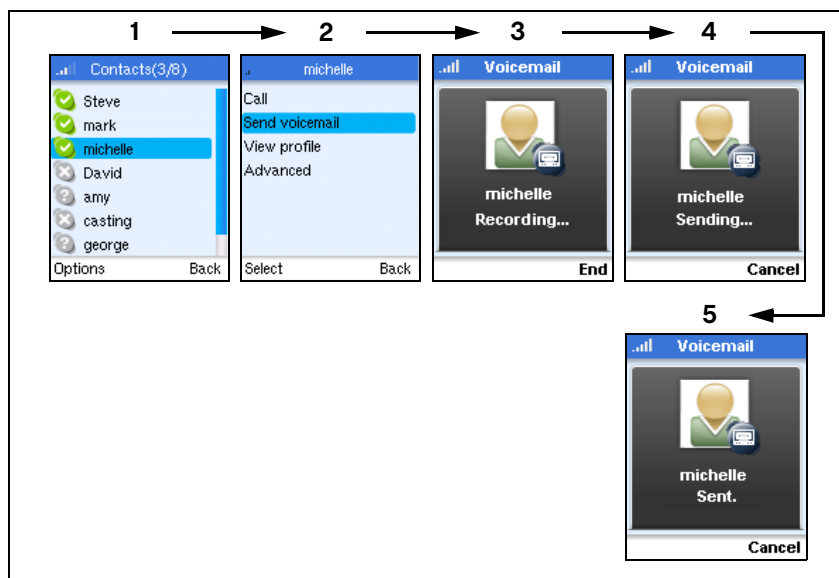 1
2
3
4
Contacts(3/8)
Steve
mark
michelle
David
amy
casting
george
Options Back
michelle
Call
Send voicemail
View profile
Advanced
Select Back
Voicemail
michelle
Recording...
End
Voicemail
michelle
Sending...
Cancel
5
Voicemail
michelle
Sent.
Cancel